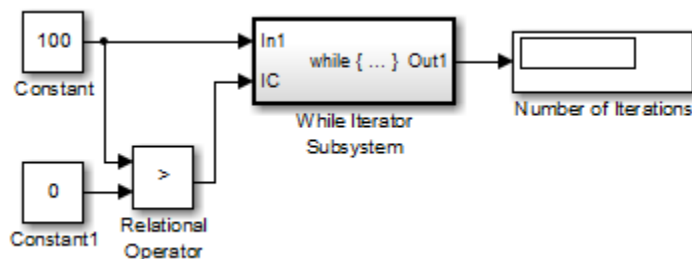 100
Constant
In1
while { ... }
Out1
IC
While Iterator
Subsystem
Number of Iterations
0
Constant1
>
Relational
Operator